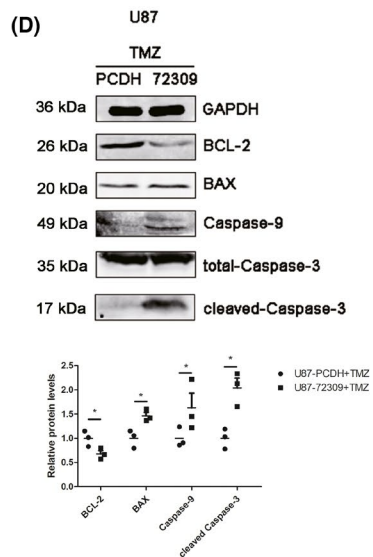 (D)
U87
TMZ
PCDH 72309
36 kDa GAPDH
26 kDa BCL-2
20 kDa BAX
49 kDa Caspase-9
35 kDa total-Caspase-3
17 kDa cleaved-Caspase-3
Relative protein levels
2.5
2.0
1.5
1.0
0.5
0.0
* * * *
BCL-2
BAX
Caspase-9
cleaved Caspase-3
U87-PCDH+TMZ
U87-72309+TMZ